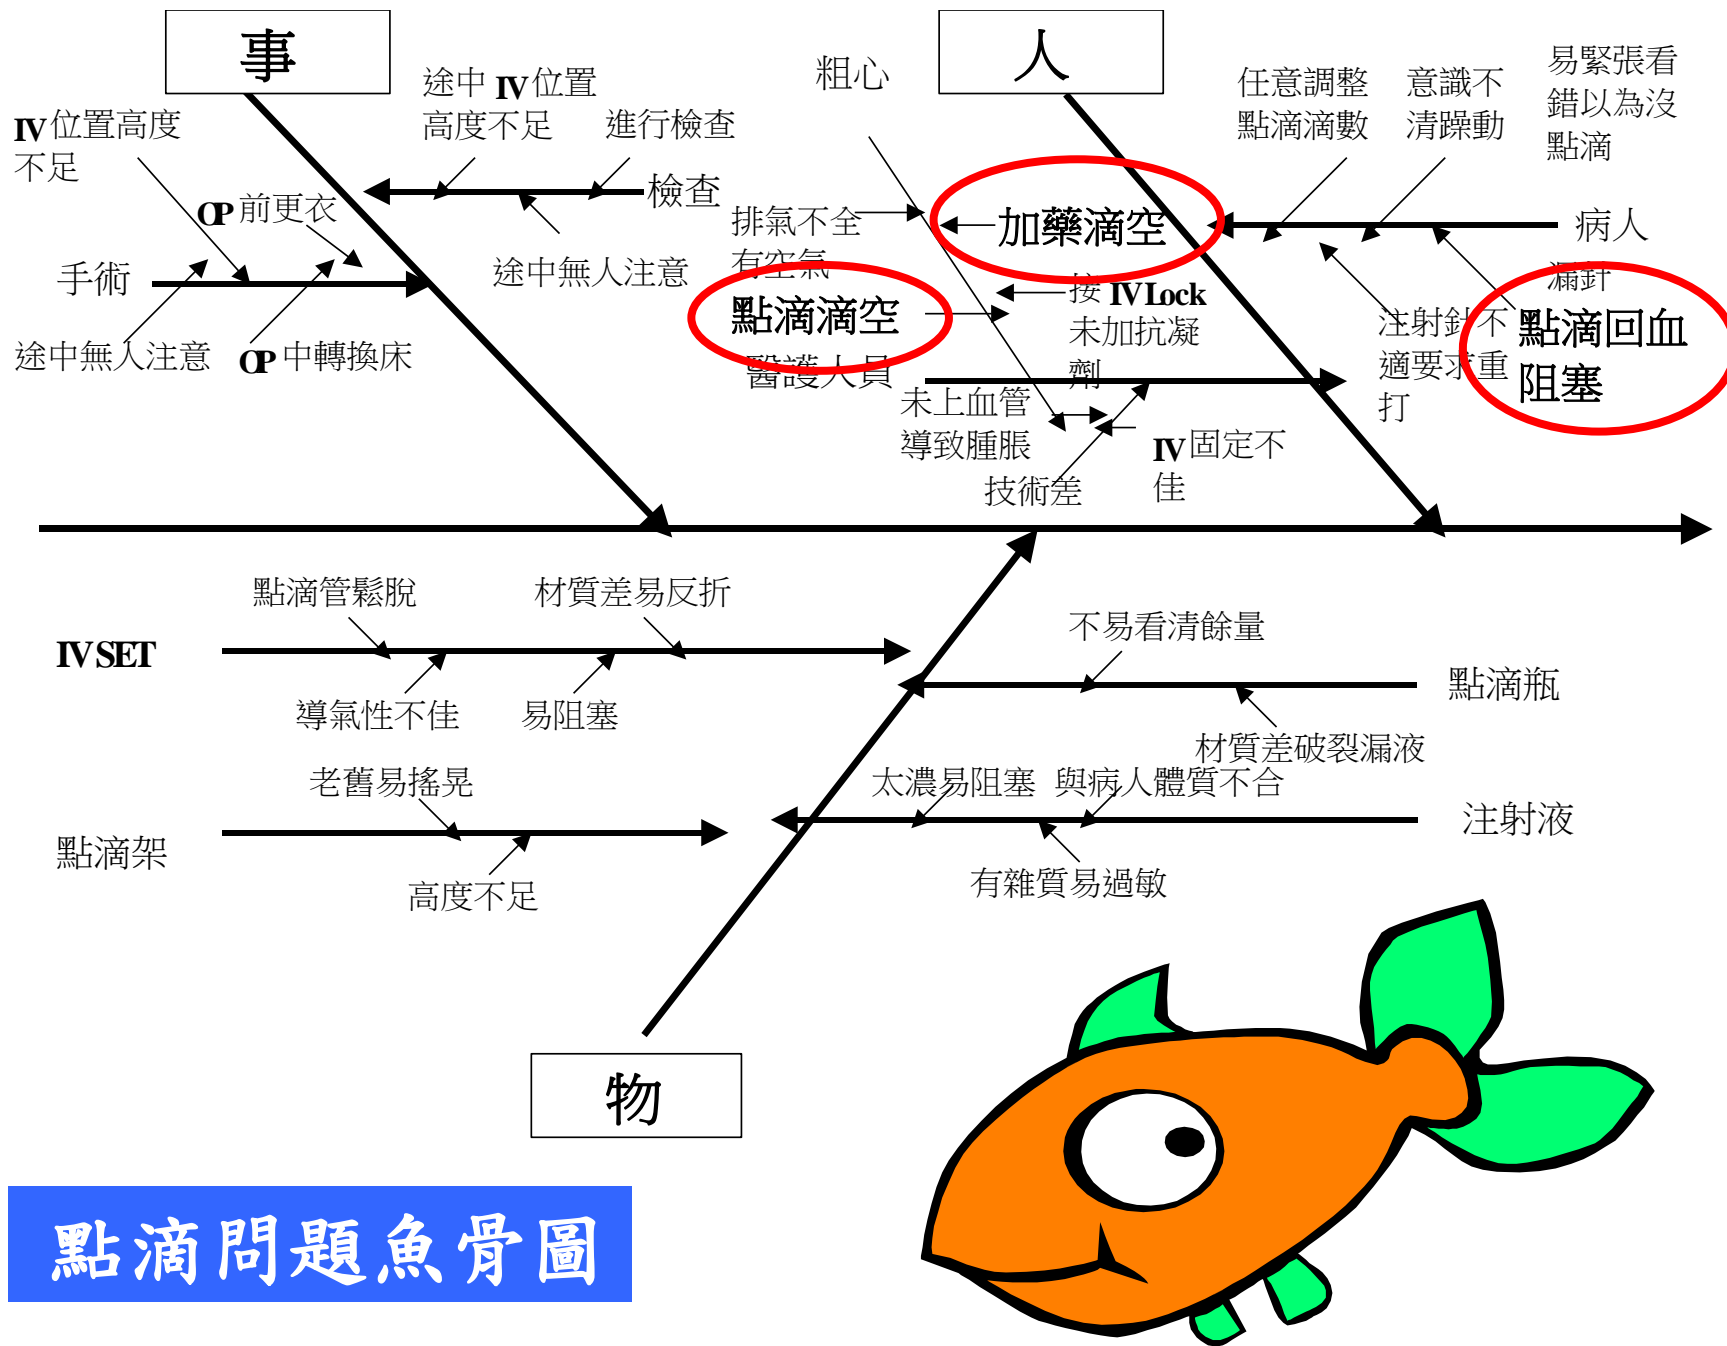 事
人
途中 IV 位置
高度不足
進行檢查
IV 位置高度
不足
檢查
OP 前更衣
途中無人注意
手術
途中無人注意
OP 中轉換床
粗心
任意調整
點滴滴數
意識不
清躁動
易緊張看
錯以為沒
點滴
排氣不全
有空氣
加藥滴空
病人
漏針
點滴滴空
接 IV Lock
未加抗凝
劑
注射針不
適要求重
打
點滴回血
阻塞
醫護人員
未上血管
導致腫脹
IV 固定不
佳
技術差
點滴管鬆脫
材質差易反折
IV SET
導氣性不佳
易阻塞
不易看清餘量
點滴瓶
材質差破裂漏液
老舊易搖晃
點滴架
高度不足
太濃易阻塞
與病人體質不合
注射液
有雜質易過敏
物
點滴問題魚骨圖